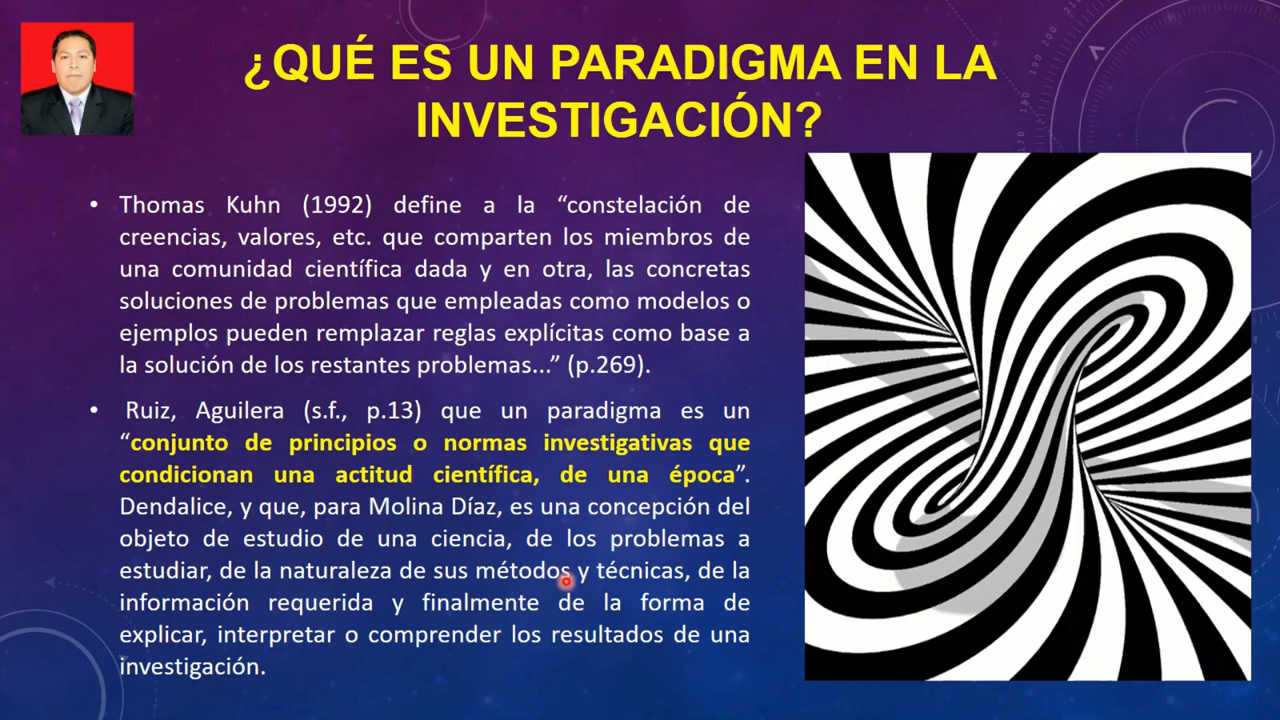 ¿QUÉ ES UN PARADIGMA EN LA
INVESTIGACIÓN?
• Thomas Kuhn (1992) define a la “constelación de
creencias, valores, etc. que comparten los miembros de
una comunidad científica dada y en otra, las concretas
soluciones de problemas que empleadas como modelos o
ejemplos pueden remplazar reglas explícitas como base a
la solución de los restantes problemas...” (p.269).
• Ruiz, Aguilera (s.f., p.13) que un paradigma es un
“conjunto de principios o normas investigativas que
condicionan una actitud científica, de una época”.
Dendalice, y que, para Molina Díaz, es una concepción del
objeto de estudio de una ciencia, de los problemas a
estudiar, de la naturaleza de sus métodos y técnicas, de la
información requerida y finalmente de la forma de
explicar, interpretar o comprender los resultados de una
investigación.